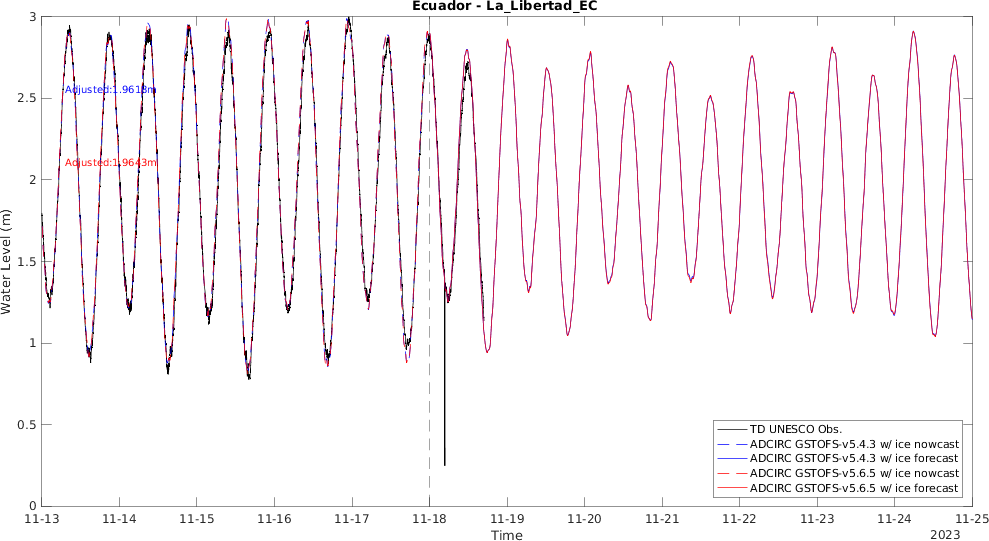 Ecuador - La_Libertad_EC
3
2.5
2
1.5
1
0.5
0
Water Level (m)
Adjusted:1.9618m
Adjusted:1.9643m
TD UNESCO Obs.
ADCIRC GSTOFS-v5.4.3 w/ ice nowcast
ADCIRC GSTOFS-v5.4.3 w/ ice forecast
ADCIRC GSTOFS-v5.6.5 w/ ice nowcast
ADCIRC GSTOFS-v5.6.5 w/ ice forecast
11-13 11-14 11-15 11-16 11-17 11-18 11-19 11-20 11-21 11-22 11-23 11-24 11-25
Time
2023